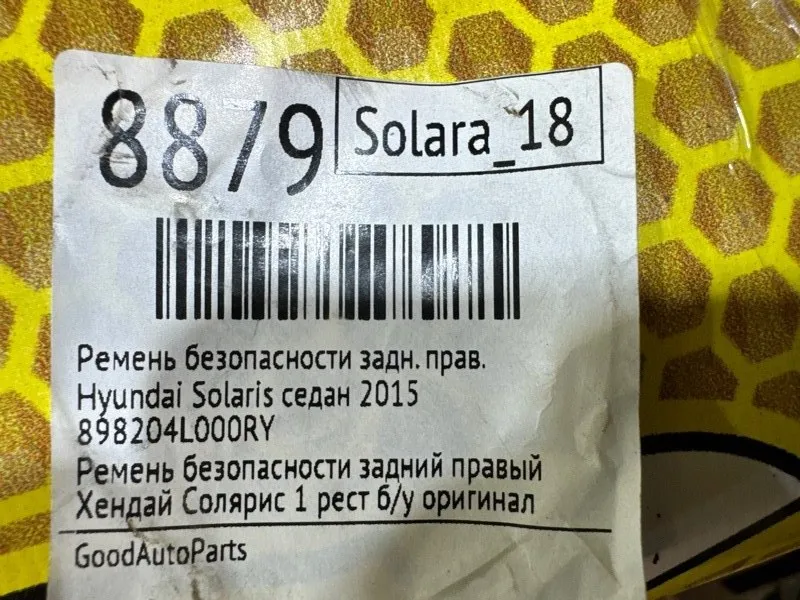 8879
Solara_18
Ремень безопасности задн. прав.
Hyundai Solaris седан 2015
898204L000RY
Ремень безопасности задний правый
Хендай Солярис 1 рест б/у оригинал
GoodAutoParts